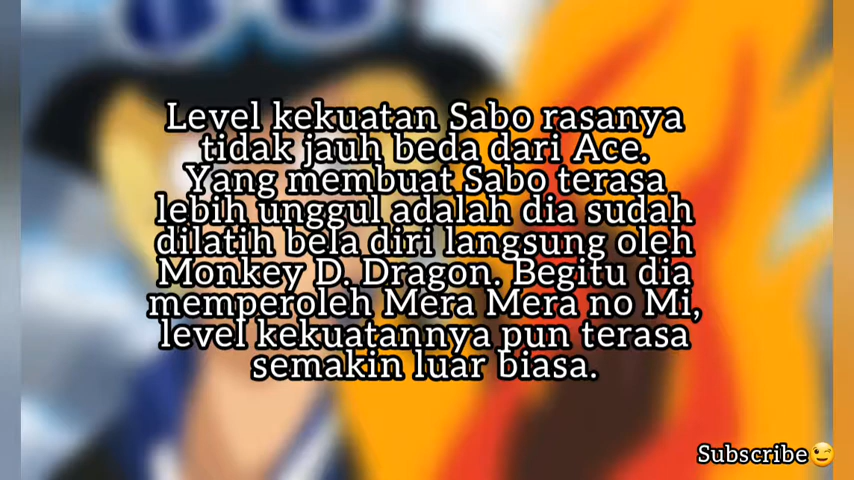 Level kekuatan Sabo rasanya
tidak jauh beda dari Ace.
Yang membuat Sabo terasa
lebih unggul adalah dia sudah
dilatih bela diri langsung oleh
Monkey D. Dragon. Begitu dia
memperoleh Mera Mera no Mi,
level kekuatannya pun terasa
semakin luar biasa.
Subscribe😉